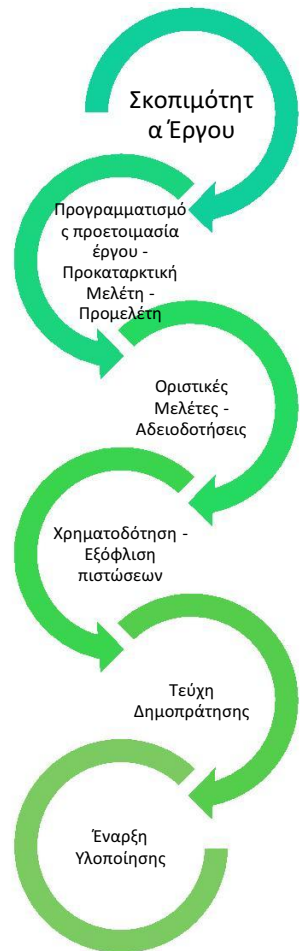 Σκοπιμότητ
α Έργου
Προγραμματισμό
ς προετοιμασία
έργου -
Προκαταρκτική
Μελέτη -
Προμελέτη
Οριστικές
Μελέτες -
Αδειοδοτήσεις
Χρηματοδότηση -
Εξόφλιση
πιστώσεων
Τεύχη
Δημοπράτησης
Έναρξη
Υλοποίησης